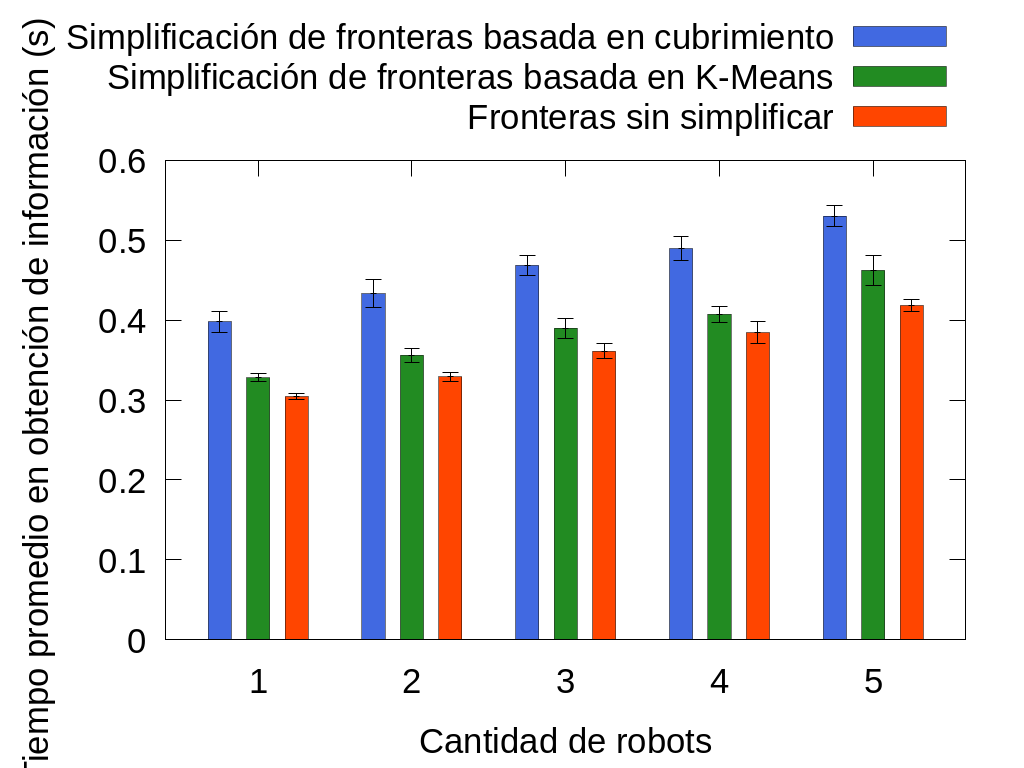 Simplificación de fronteras basada en cubrimiento
Simplificación de fronteras basada en K-Means
Fronteras sin simplificar
Tiempo promedio en obtención de información (s)
0.6
0.5
0.4
0.3
0.2
0.1
0
1 2 3 4 5
Cantidad de robots